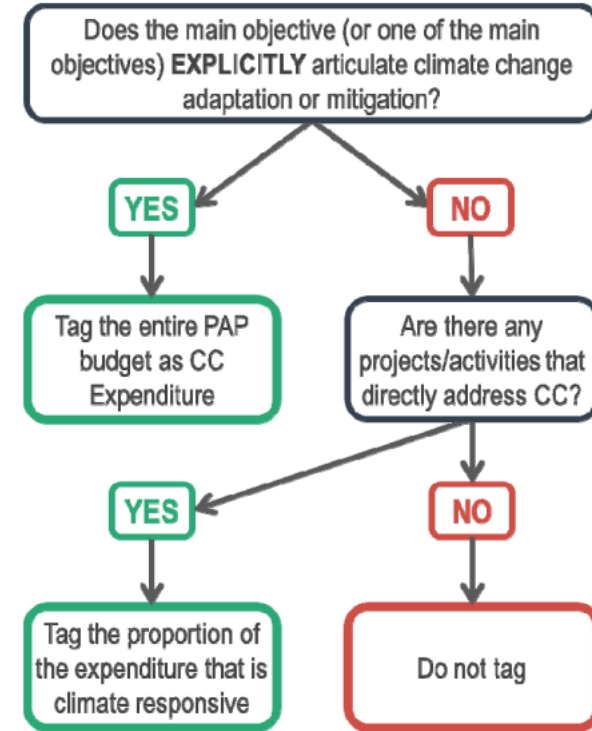 Does the main objective (or one of the main
objectives) EXPLICITLY articulate climate change
adaptation or mitigation?
YES
NO
Tag the entire PAP
budget as CC
Expenditure
Are there any
projects/activities that
directly address CC?
YES
NO
Tag the proportion of
the expenditure that is
climate responsive
Do not tag